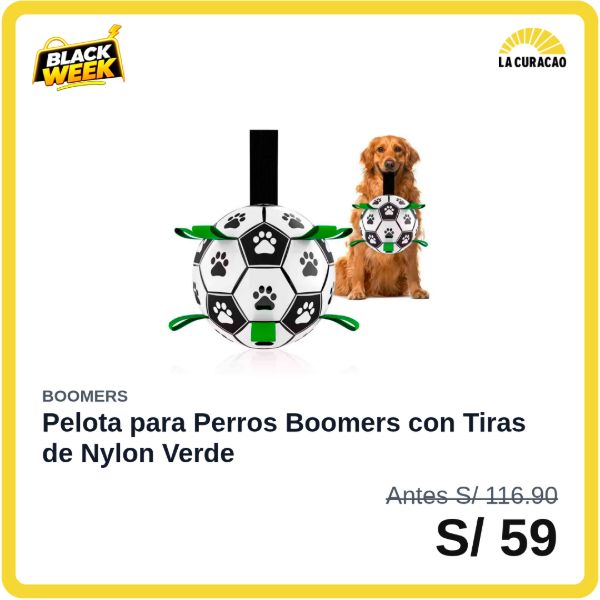 BLACK
WEEK
LA CURACAO
BOOMERS
Pelota para Perros Boomers con Tiras
de Nylon Verde
Antes S/ 116.90
S/ 59